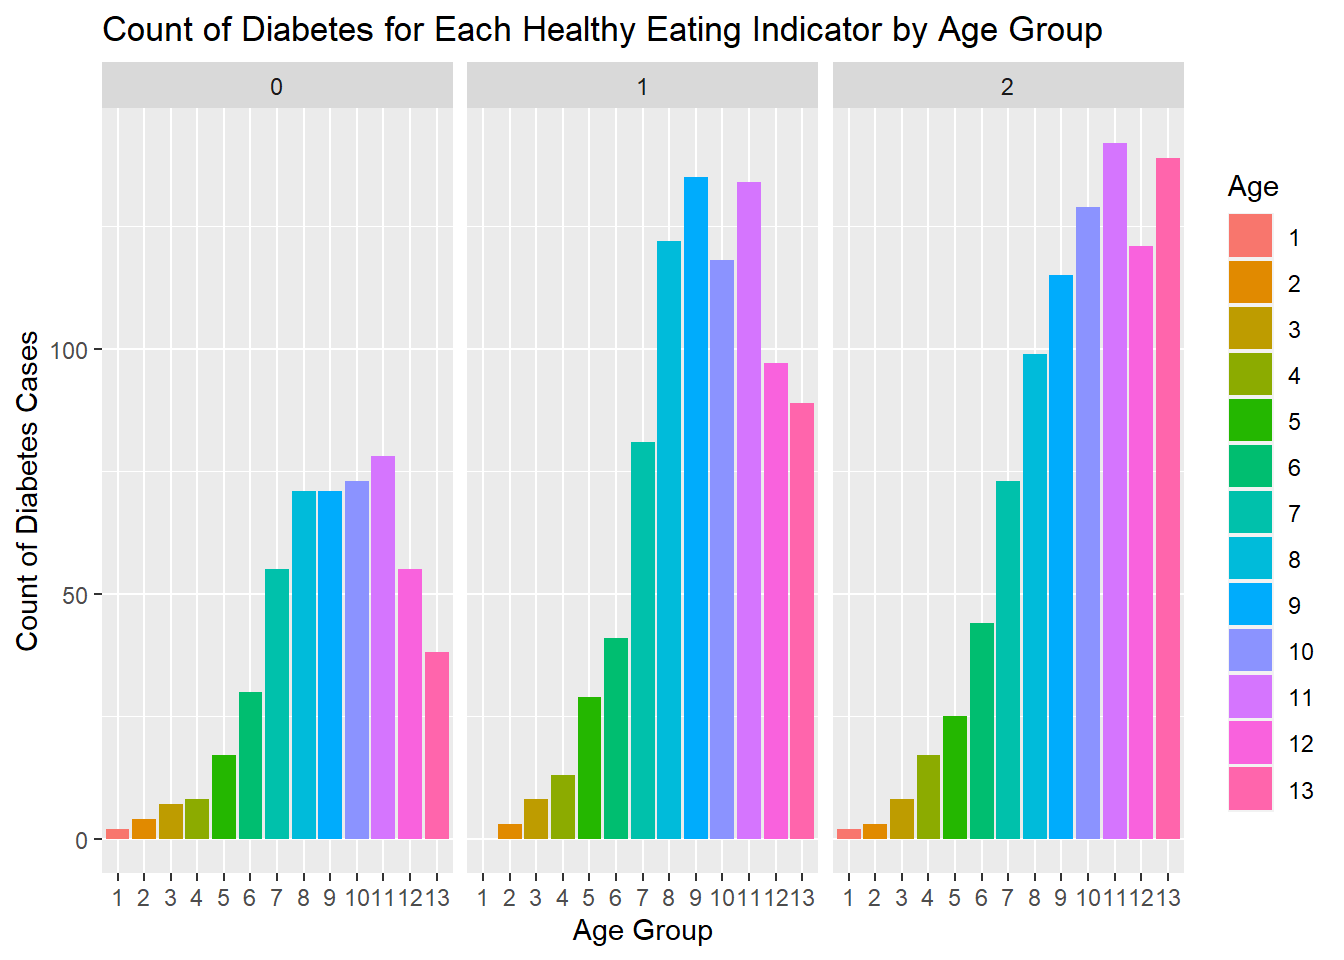 Count of Diabetes for Each Healthy Eating Indicator by Age Group
0 1 2
Count of Diabetes Cases
100
50
0
1 2 3 4 5 6 7 8 9 10 11 12 13 1 2 3 4 5 6 7 8 9 10 11 12 13 1 2 3 4 5 6 7 8 9 10 11 12 13
Age Group
Age
1
2
3
4
5
6
7
8
9
10
11
12
13